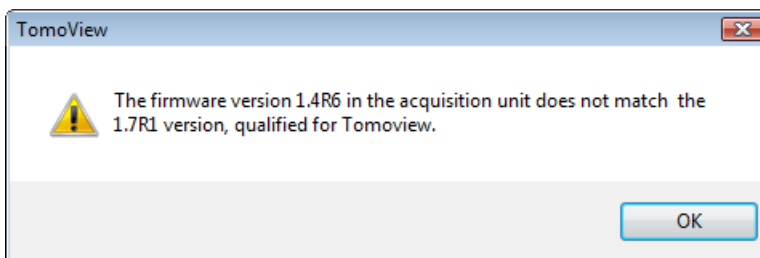 TomoView
The firmware version 1.4R6 in the acquisition unit does not match  the
1.7R1 version, qualified for Tomoview.
OK